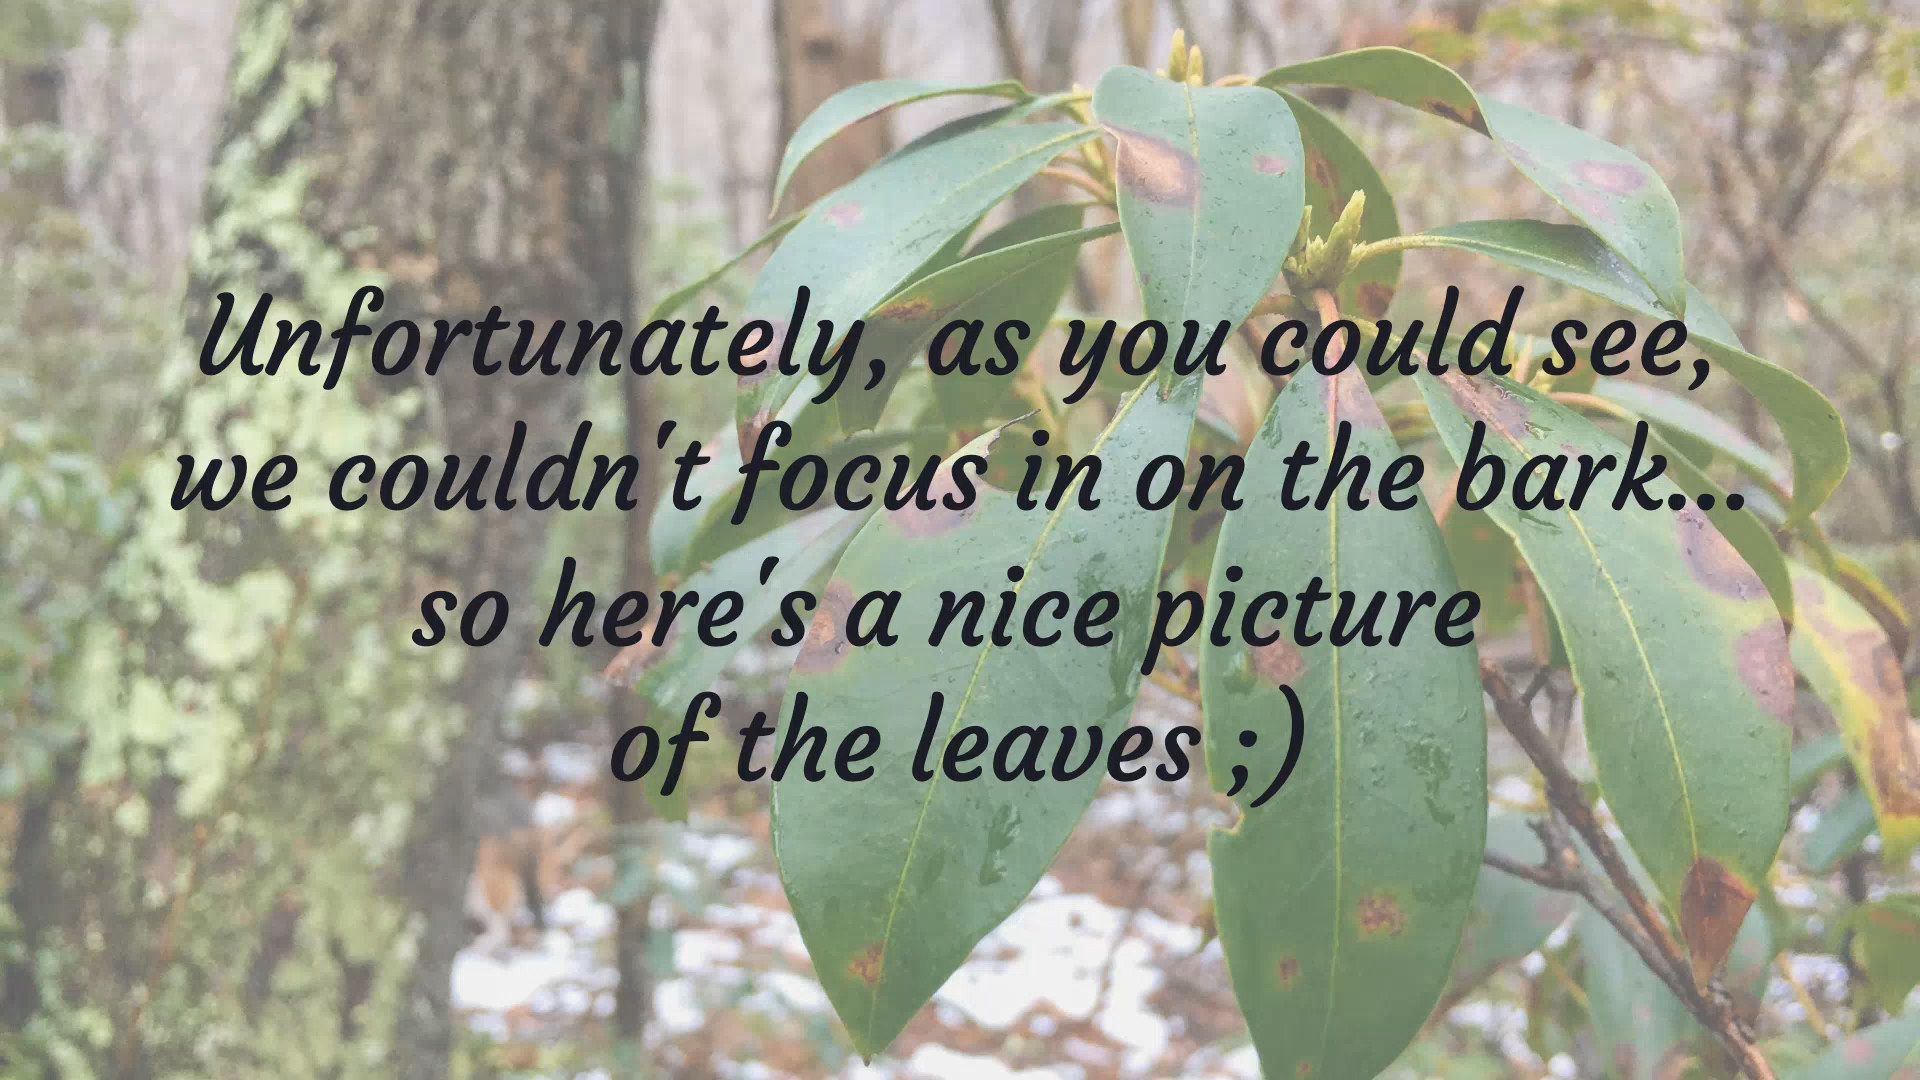 Unfortunately, as you could see,
we couldn't focus in on the bark...
so here's a nice picture
of the leaves ;)